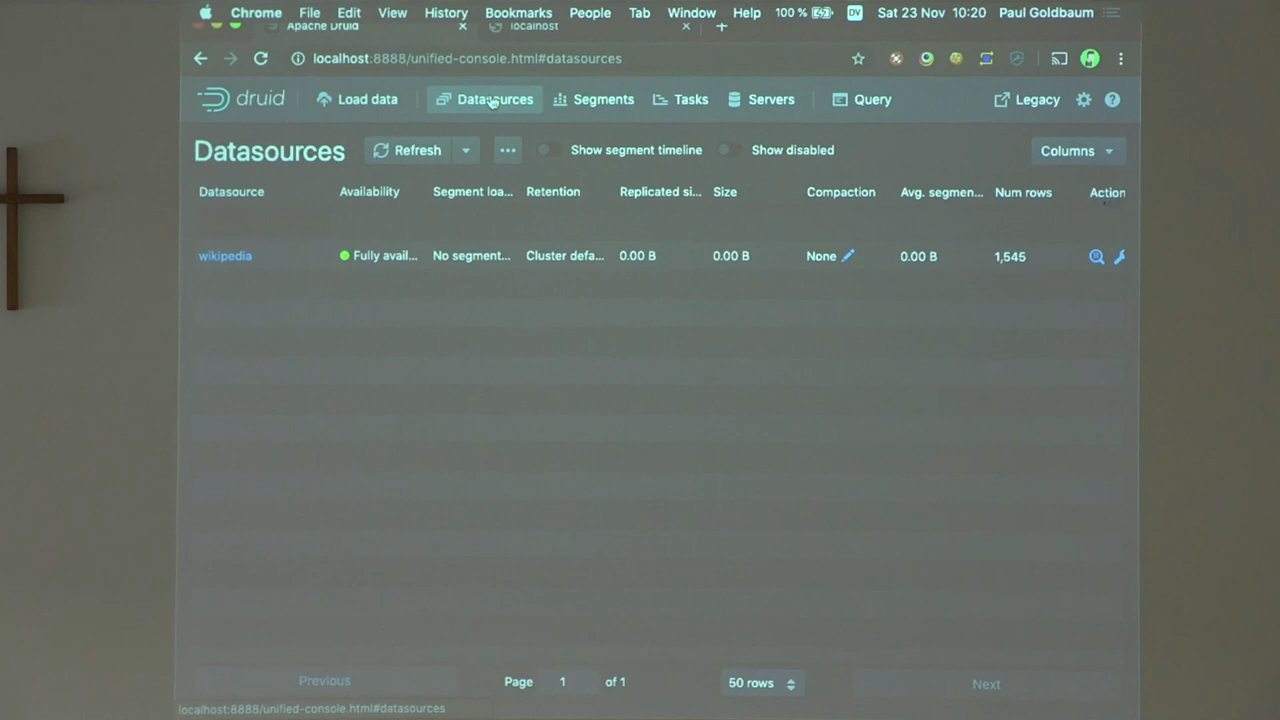 Chrome File Edit View History Bookmarks People Tab Window Help 100 % DV Sat 23 Nov 10:20 Paul Goldbaum
Apache Druid localhost
localhost:8888/unified-console.html#datasources
druid Load data Datasources Segments Tasks Servers Query Legacy
Datasources Refresh Show segment timeline Show disabled Columns
Datasource Availability Segment loa... Retention Replicated si... Size Compaction Avg. segmen... Num rows Action
wikipedia Fully avail... No segment... Cluster defa... 0.00 B 0.00 B None 0.00 B 1,545
Previous Page 1 of 1 50 rows Next
localhost:8888/unified-console.html#datasources